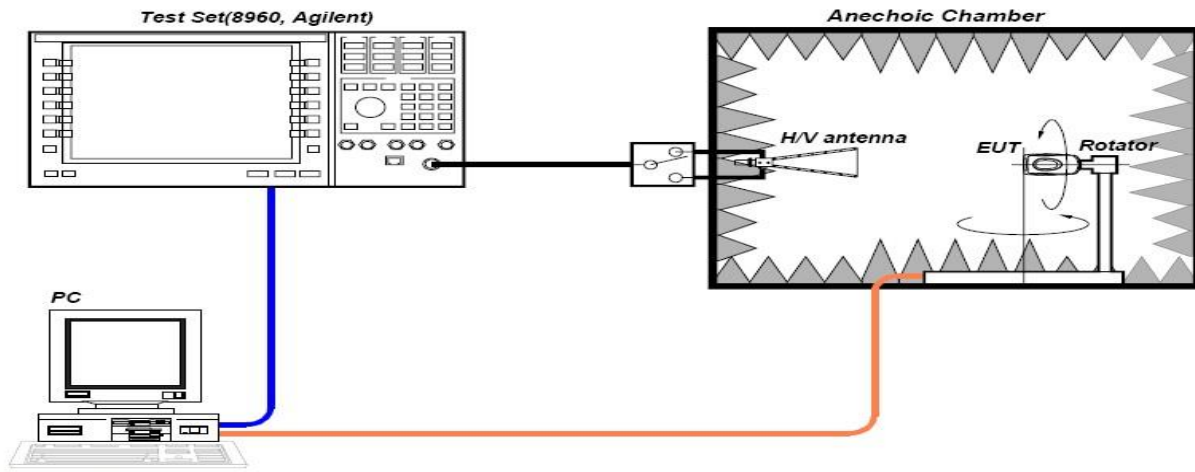 Test Set(8960, Agilent)
Anechoic Chamber
H/V antenna
EUT
Rotator
PC